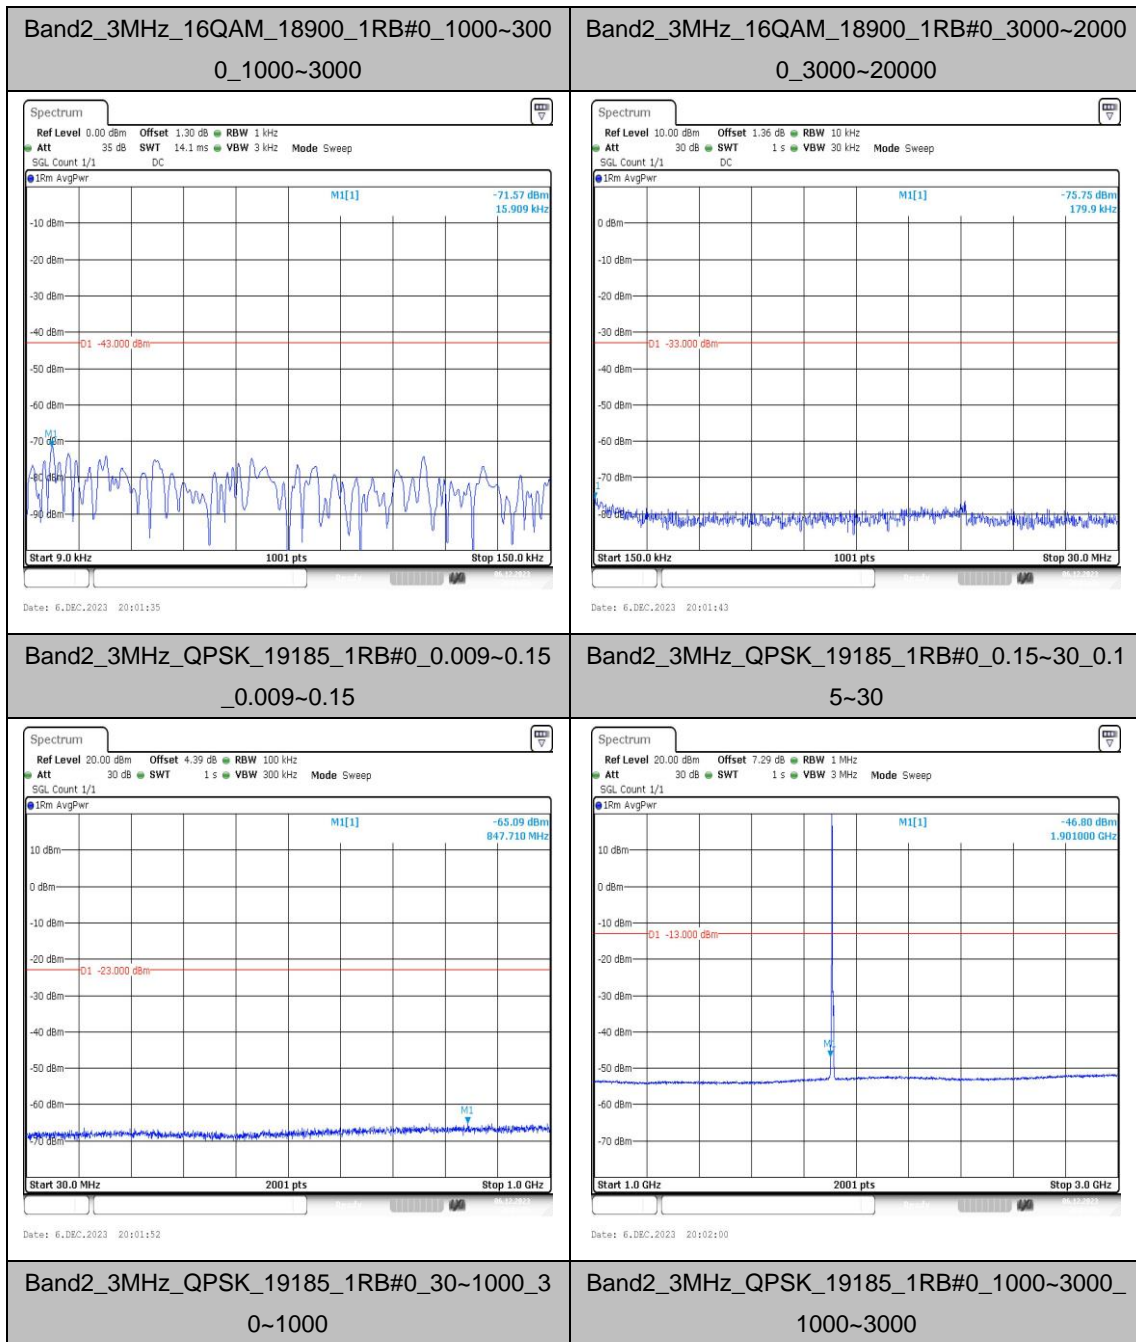 Band2_3MHz_16QAM_18900_1RB#0_1000~300
0_1000~3000
Band2_3MHz_16QAM_18900_1RB#0_3000~2000
0_3000~20000
Spectrum
Ref Level 0.00 dBm Offset 1.30 dB RBW 1 kHz
Att 35 dB SWT 14.1 ms VBW 3 kHz Mode Sweep
SGL Count 1/1 DC
1Rm AvgPwr
M1[1] -71.57 dBm
15.909 kHz
-10 dBm
-20 dBm
-30 dBm
-40 dBm
D1 -43.000 dBm
-50 dBm
-60 dBm
M1
-70 dBm
-80 dBm
-90 dBm
Start 9.0 kHz 1001 pts Stop 150.0 kHz
Date: 6.DEC.2023 20:01:35
Spectrum
Ref Level 10.00 dBm Offset 1.36 dB RBW 10 kHz
Att 30 dB SWT 1 s VBW 30 kHz Mode Sweep
SGL Count 1/1 DC
1Rm AvgPwr
M1[1] -75.75 dBm
179.9 kHz
0 dBm
-10 dBm
-20 dBm
-30 dBm
D1 -33.000 dBm
-40 dBm
-50 dBm
-60 dBm
-70 dBm
-80 dBm
Start 150.0 kHz 1001 pts Stop 30.0 MHz
Date: 6.DEC.2023 20:01:43
Band2_3MHz_QPSK_19185_1RB#0_0.009~0.15
_0.009~0.15
Band2_3MHz_QPSK_19185_1RB#0_0.15~30_0.1
5~30
Spectrum
Ref Level 20.00 dBm Offset 4.39 dB RBW 100 kHz
Att 30 dB SWT 1 s VBW 300 kHz Mode Sweep
SGL Count 1/1
1Rm AvgPwr
M1[1] -65.09 dBm
847.710 MHz
10 dBm
0 dBm
-10 dBm
-20 dBm
D1 -23.000 dBm
-30 dBm
-40 dBm
-50 dBm
-60 dBm
M1
-70 dBm
Start 30.0 MHz 2001 pts Stop 1.0 GHz
Date: 6.DEC.2023 20:01:52
Spectrum
Ref Level 20.00 dBm Offset 7.29 dB RBW 1 MHz
Att 30 dB SWT 1 s VBW 3 MHz Mode Sweep
SGL Count 1/1
1Rm AvgPwr
M1[1] -46.80 dBm
1.901000 GHz
10 dBm
0 dBm
-10 dBm
D1 -13.000 dBm
-20 dBm
-30 dBm
-40 dBm
-50 dBm
-60 dBm
-70 dBm
Start 1.0 GHz 2001 pts Stop 3.0 GHz
Date: 6.DEC.2023 20:02:00
Band2_3MHz_QPSK_19185_1RB#0_30~1000_3
0~1000
Band2_3MHz_QPSK_19185_1RB#0_1000~3000_
1000~3000